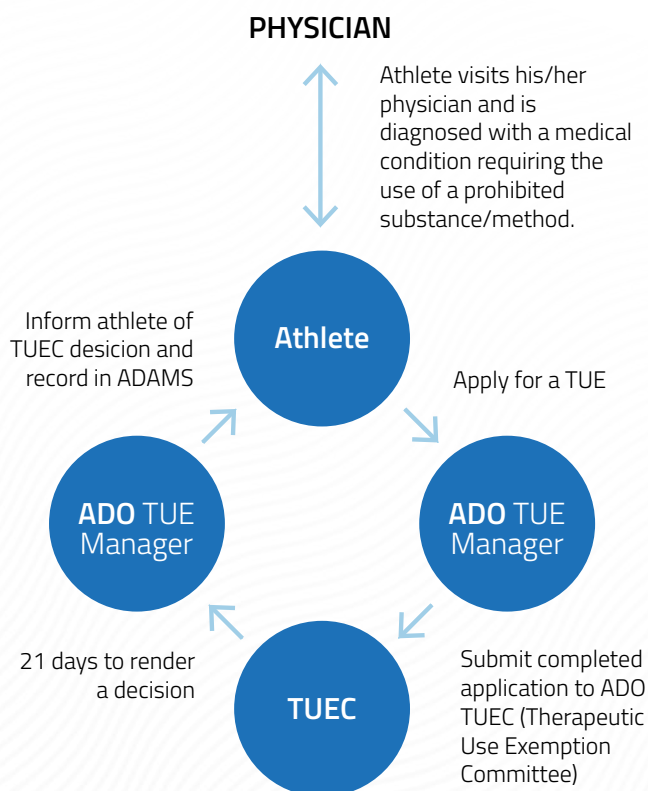 PHYSICIAN
Athlete visits his/her
physician and is
diagnosed with a medical
condition requiring the
use of a prohibited
substance/method.
Athlete
Inform athlete of
TUEC desicion and
record in ADAMS
Apply for a TUE
ADO TUE
Manager
ADO TUE
Manager
21 days to render
a decision
TUEC
Submit completed
application to ADO
TUEC (Therapeutic
Use Exemption
Committee)